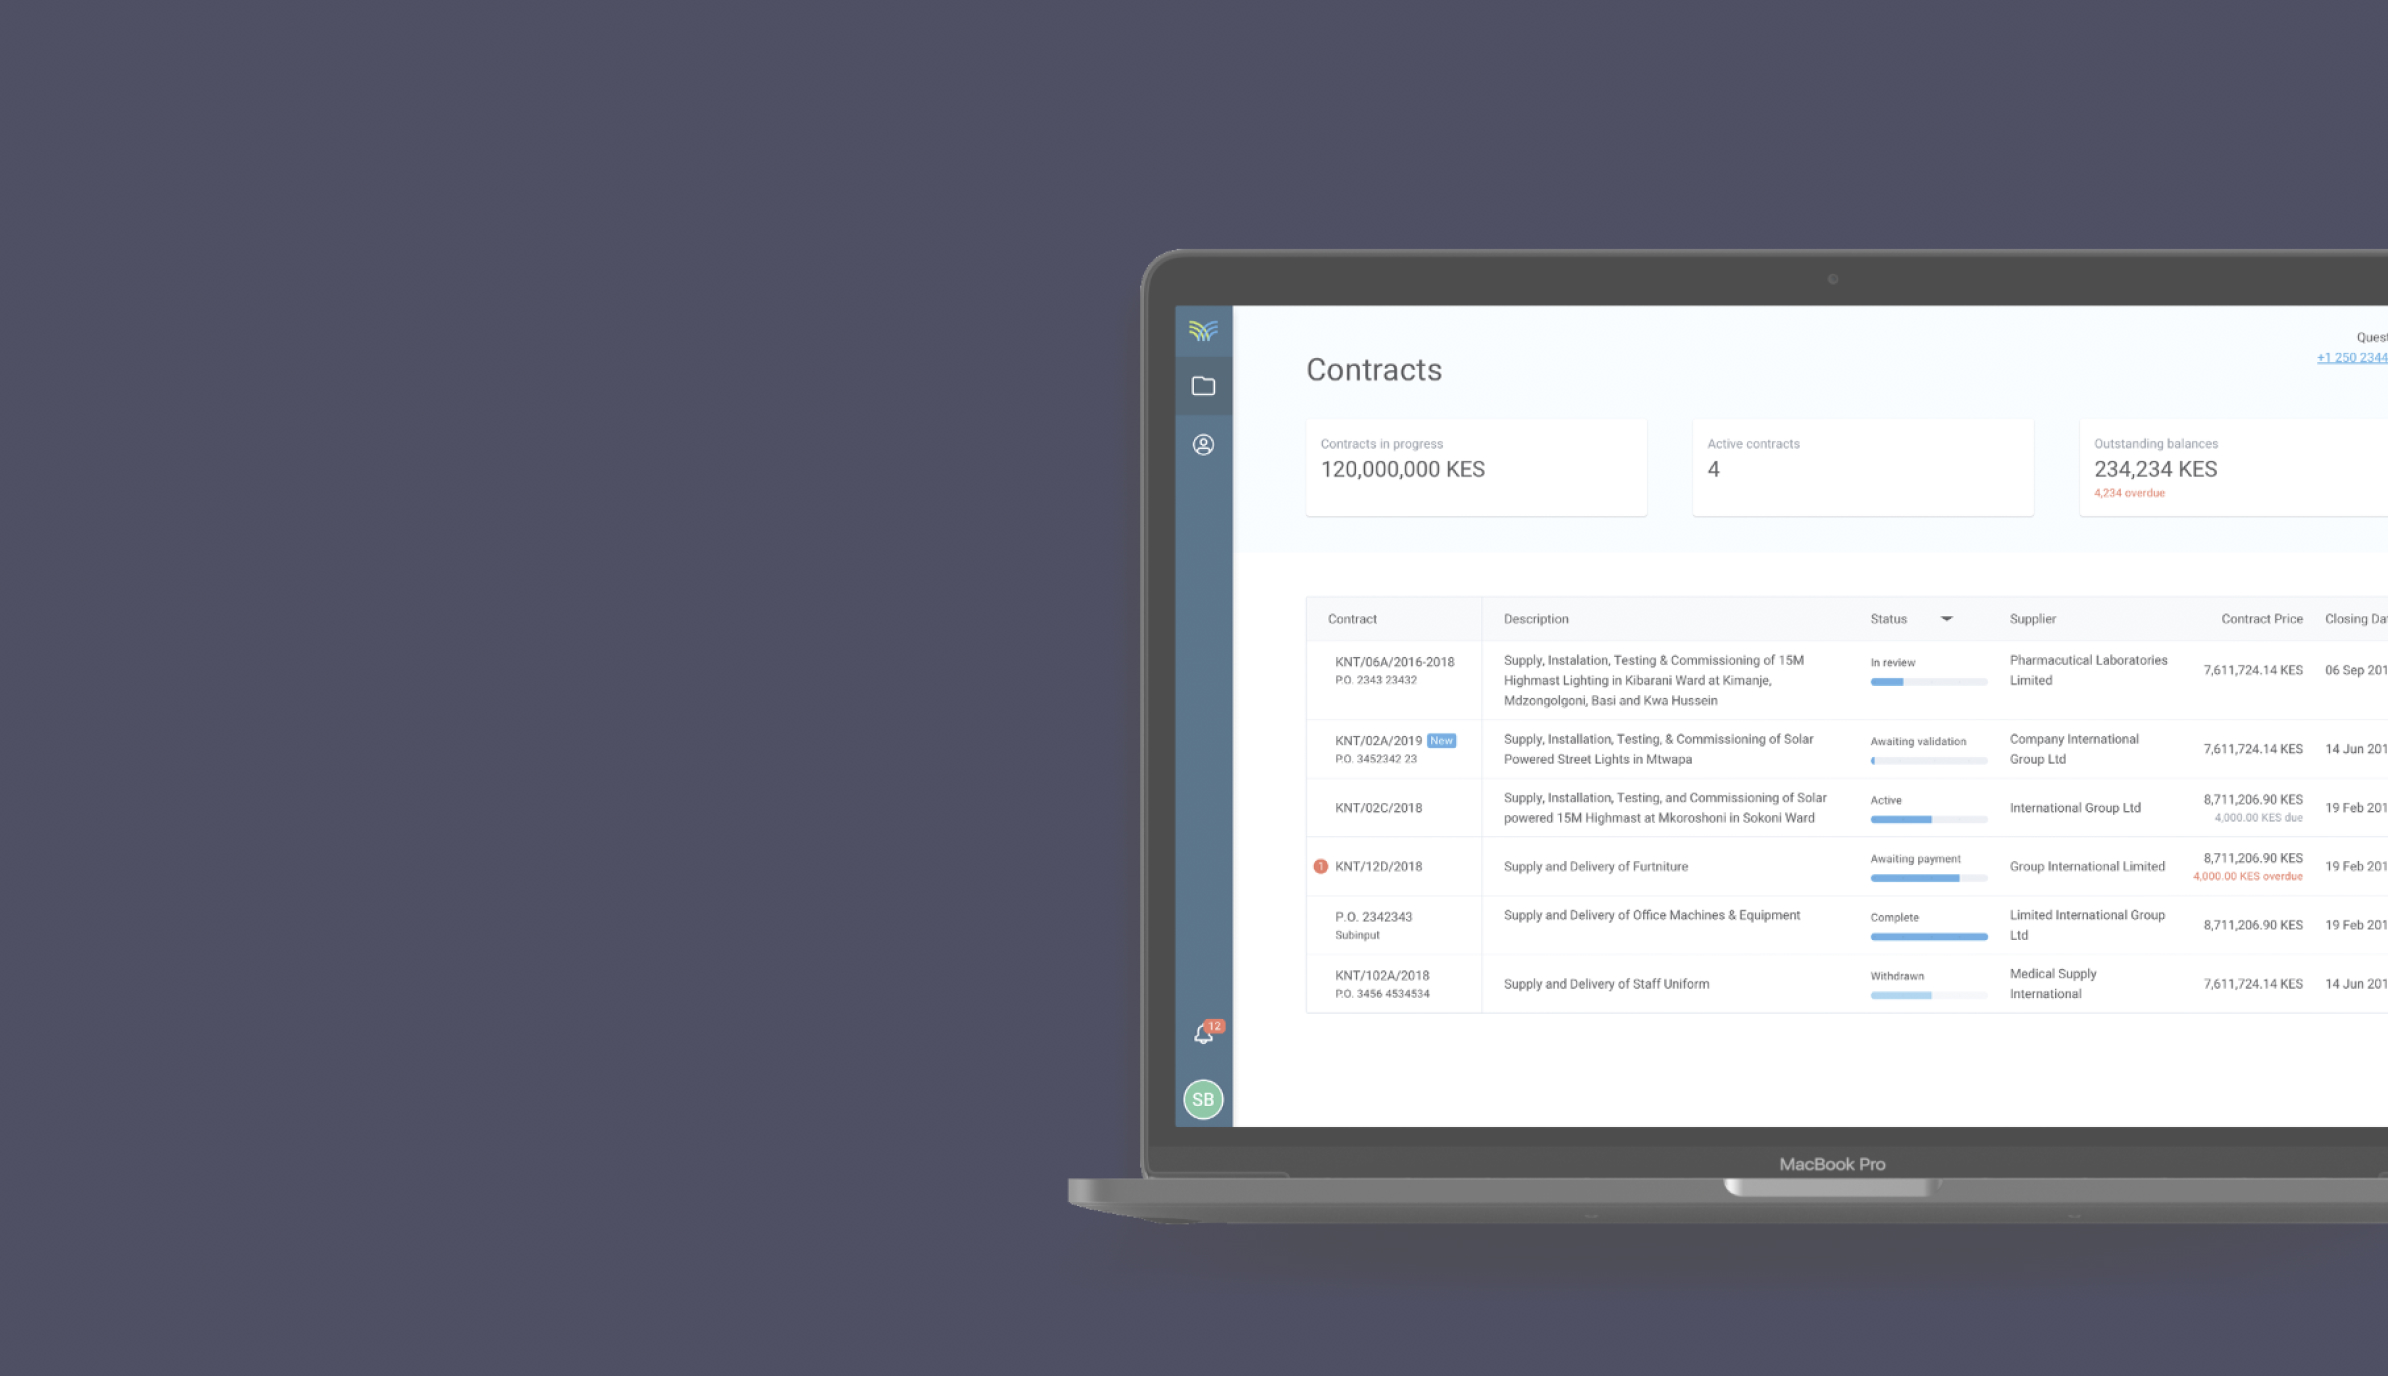 Quest
+1 250 2344
Contracts
Contracts in progress
120,000,000 KES
Active contracts
4
Outstanding balances
234,234 KES
4,234 overdue
Contract Description Status Supplier Contract Price Closing Dat
KNT/06A/2016-2018
P.O. 2343 23432
Supply, Instalation, Testing & Commissioning of 15M
Highmast Lighting in Kibarani Ward at Kimanje,
Mdzongolgoni, Basi and Kwa Hussein
In review
Pharmacutical Laboratories
Limited
7,611,724.14 KES
06 Sep 201
KNT/02A/2019 New
P.O. 3452342 23
Supply, Installation, Testing, & Commissioning of Solar
Powered Street Lights in Mtwapa
Awaiting validation
Company International
Group Ltd
7,611,724.14 KES
14 Jun 201
KNT/02C/2018
Supply, Installation, Testing, and Commissioning of Solar
powered 15M Highmast at Mkoroshoni in Sokoni Ward
Active
International Group Ltd
8,711,206.90 KES
4,000.00 KES due
19 Feb 201
1 KNT/12D/2018
Supply and Delivery of Furtniture
Awaiting payment
Group International Limited
8,711,206.90 KES
4,000.00 KES overdue
19 Feb 201
P.O. 2342343
Subinput
Supply and Delivery of Office Machines & Equipment
Complete
Limited International Group
Ltd
8,711,206.90 KES
19 Feb 201
KNT/102A/2018
P.O. 3456 4534534
Supply and Delivery of Staff Uniform
Withdrawn
Medical Supply
International
7,611,724.14 KES
14 Jun 201
12
SB
MacBook Pro